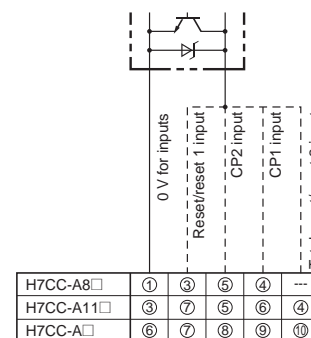 0 V for inputs
Reset/reset 1 input
CP2 input
CP1 input
H7CC-A8□ ① ③ ⑤ ④ ---
H7CC-A11□ ③ ⑦ ⑤ ⑥ ④
H7CC-A□ ⑥ ⑦ ⑧ ⑨ ⑩